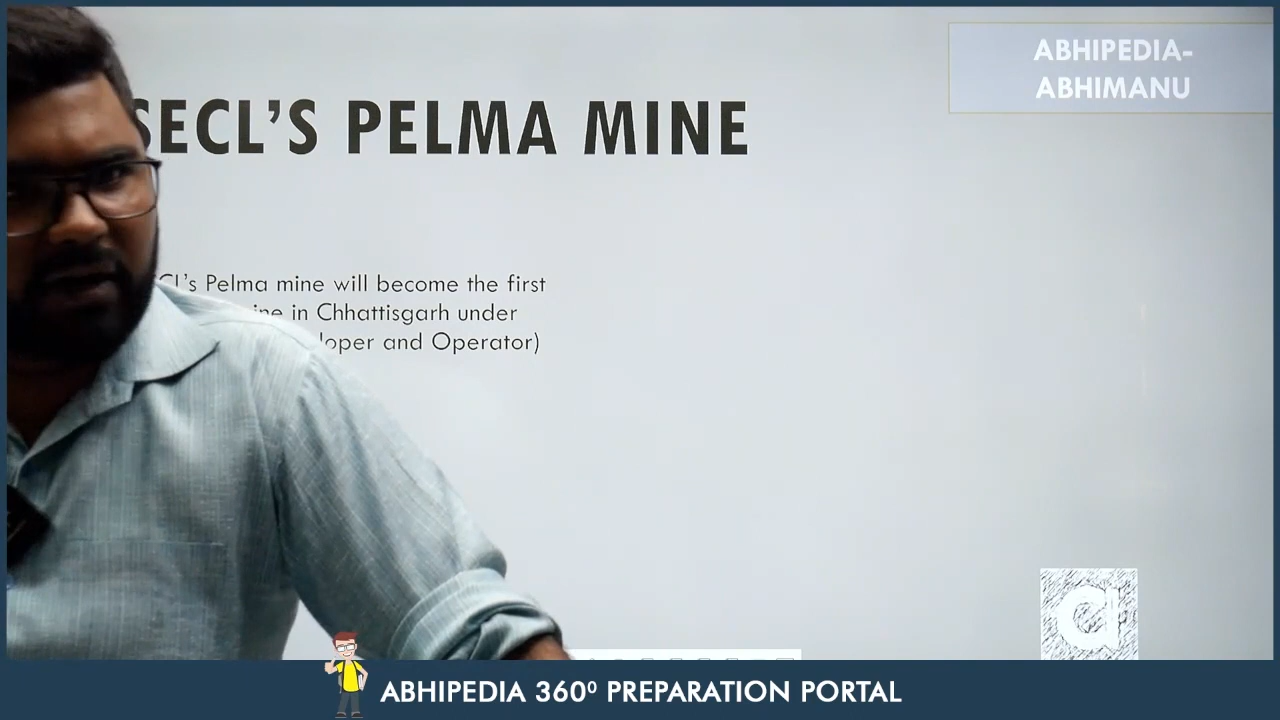 ABHIPEDIA-
ABHIMANU
SECL'S PELMA MINE
CL's Pelma mine will become the first
ine in Chhattisgarh under
loper and Operator)
ABHIPEDIA 360⁰ PREPARATION PORTAL